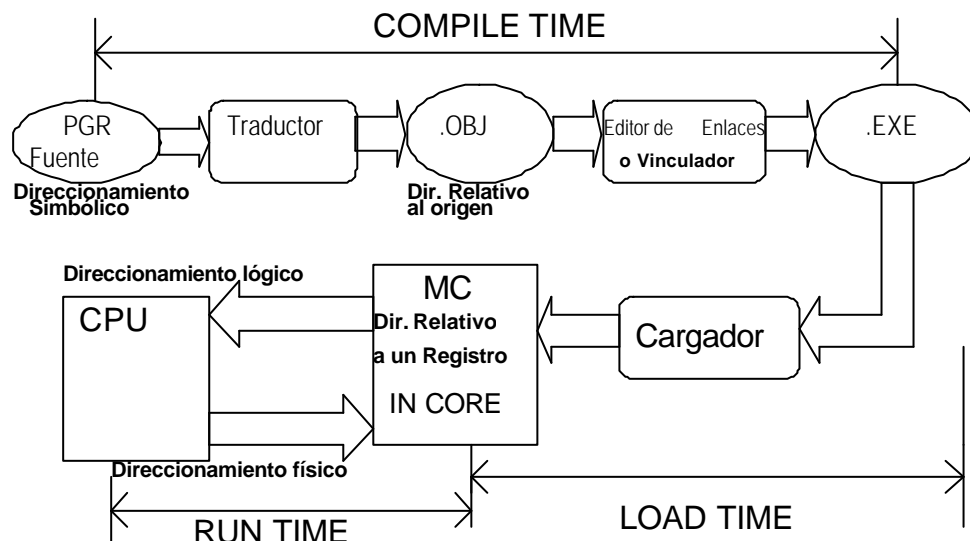 COMPILE TIME
PGR
Fuente
Traductor
.OBJ
Editor de Enlaces
o Vinculador
.EXE
Direccionamiento
Simbólico
Dir. Relativo
al origen
Direccionamiento lógico
CPU
MC
Dir. Relativo
a un Registro
IN CORE
Cargador
Direccionamiento físico
RUN TIME
LOAD TIME